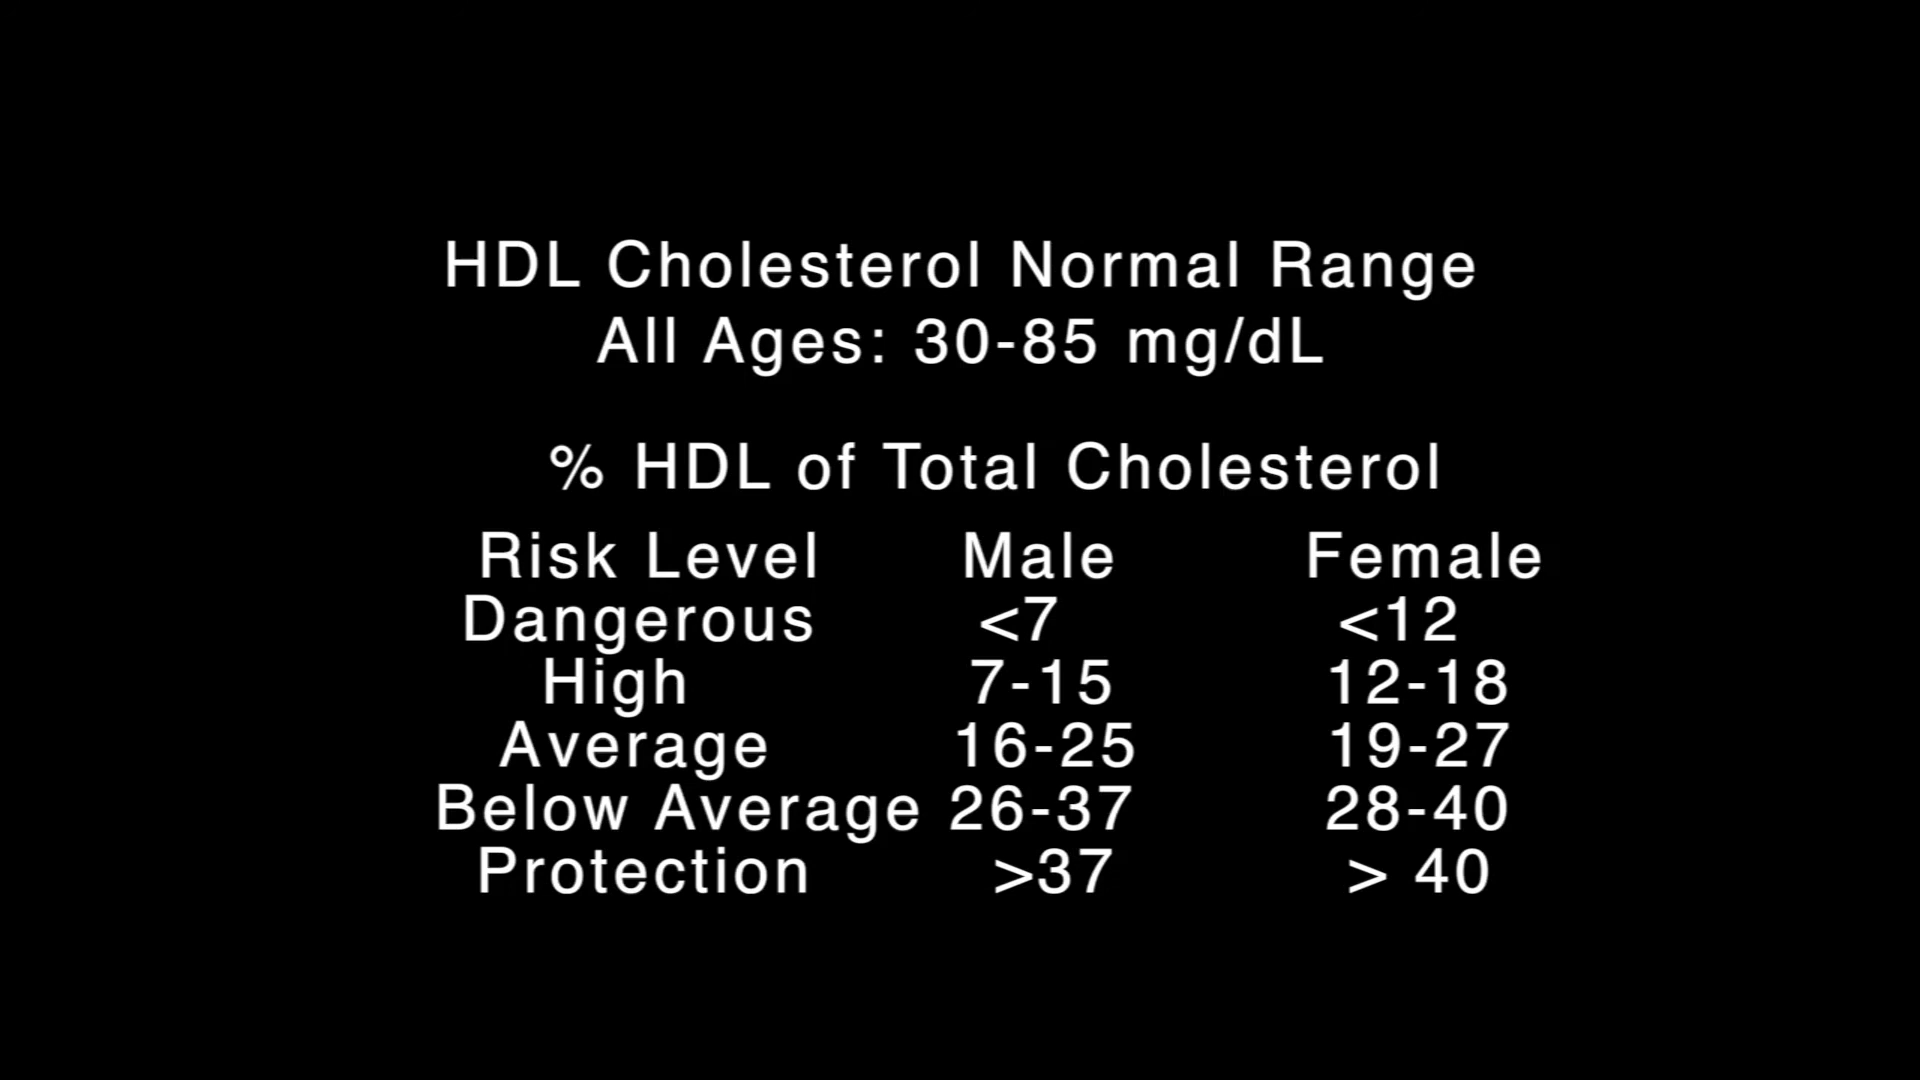 HDL Cholesterol Normal Range
All Ages: 30-85 mg/dL
% HDL of Total Cholesterol
Risk Level Male Female
Dangerous <7 <12
High 7-15 12-18
Average 16-25 19-27
Below Average 26-37 28-40
Protection >37 > 40